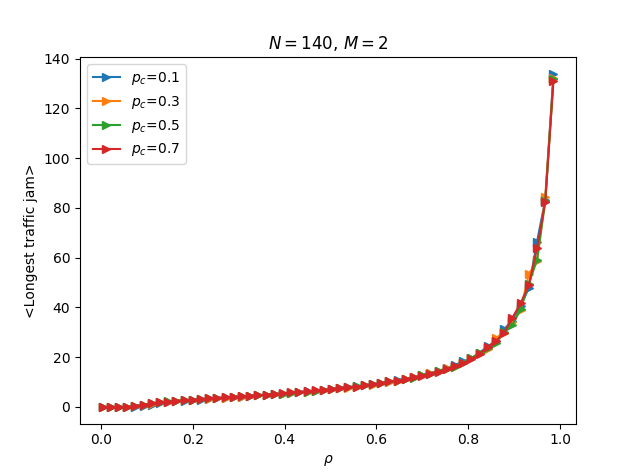 N = 140, M = 2
140
120
100
80
60
40
20
0
<Longest traffic jam>
p_c=0.1
p_c=0.3
p_c=0.5
p_c=0.7
0.0 0.2 0.4 0.6 0.8 1.0
ρ